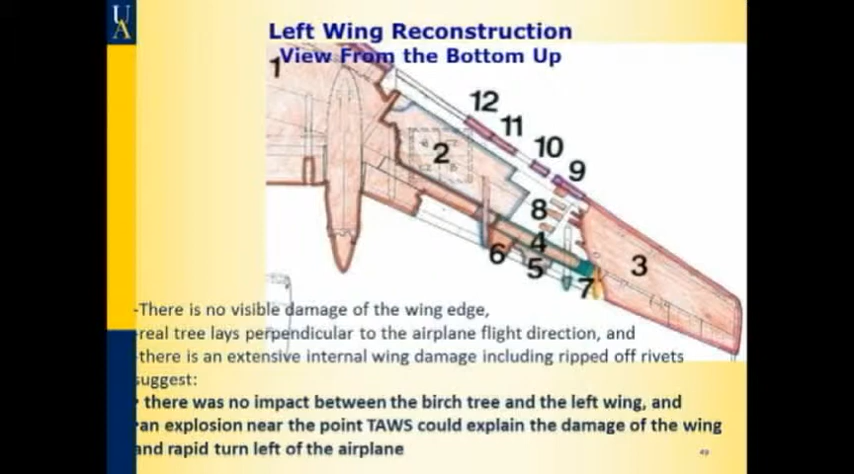 UA
Left Wing Reconstruction
View From the Bottom Up
1
12
11
10
9
2
8
4
3
6
5
7
-There is no visible damage of the wing edge,
-real tree lays perpendicular to the airplane flight direction, and
-there is an extensive internal wing damage including ripped off rivets
suggest:
• there was no impact between the birch tree and the left wing, and
•an explosion near the point TAWS could explain the damage of the wing
and rapid turn left of the airplane
49